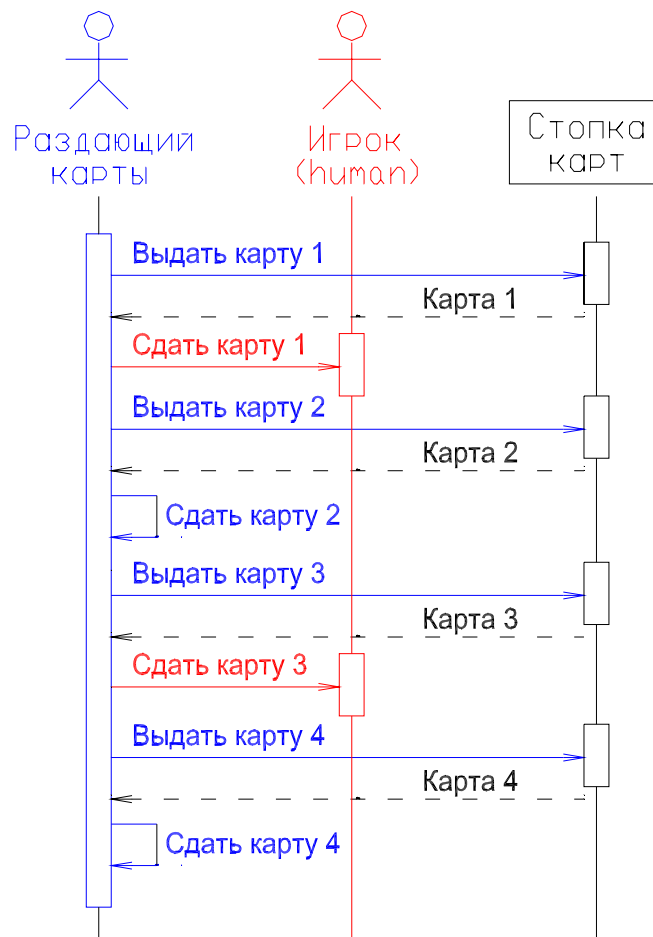 Раздающий
карты
Игрок
(human)
Стопка
карт
Выдать карту 1
Карта 1
Сдать карту 1
Выдать карту 2
Карта 2
Сдать карту 2
Выдать карту 3
Карта 3
Сдать карту 3
Выдать карту 4
Карта 4
Сдать карту 4